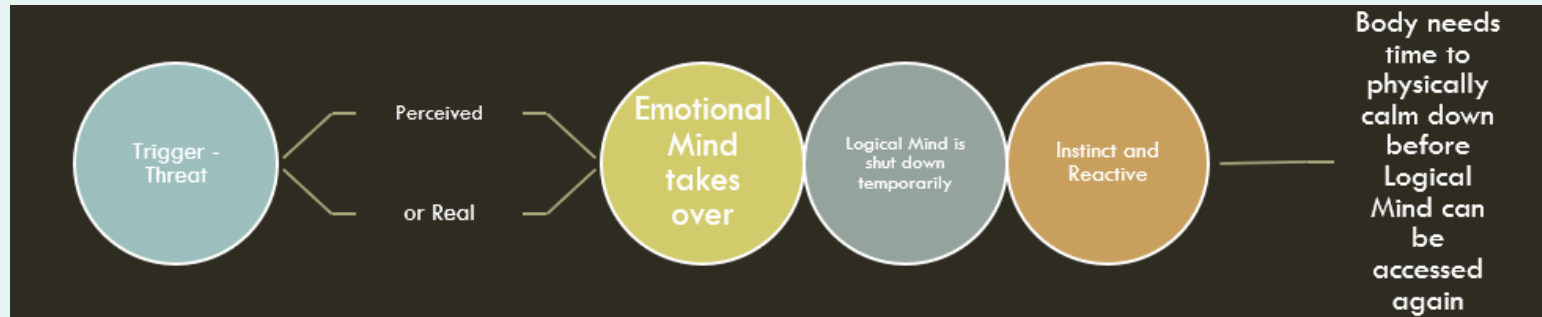 Trigger -
Threat
Perceived
or Real
Emotional
Mind
takes
over
Logical Mind is
shut down
temporarily
Instinct and
Reactive
Body needs
time to
physically
calm down
before
Logical
Mind can
be
accessed
again